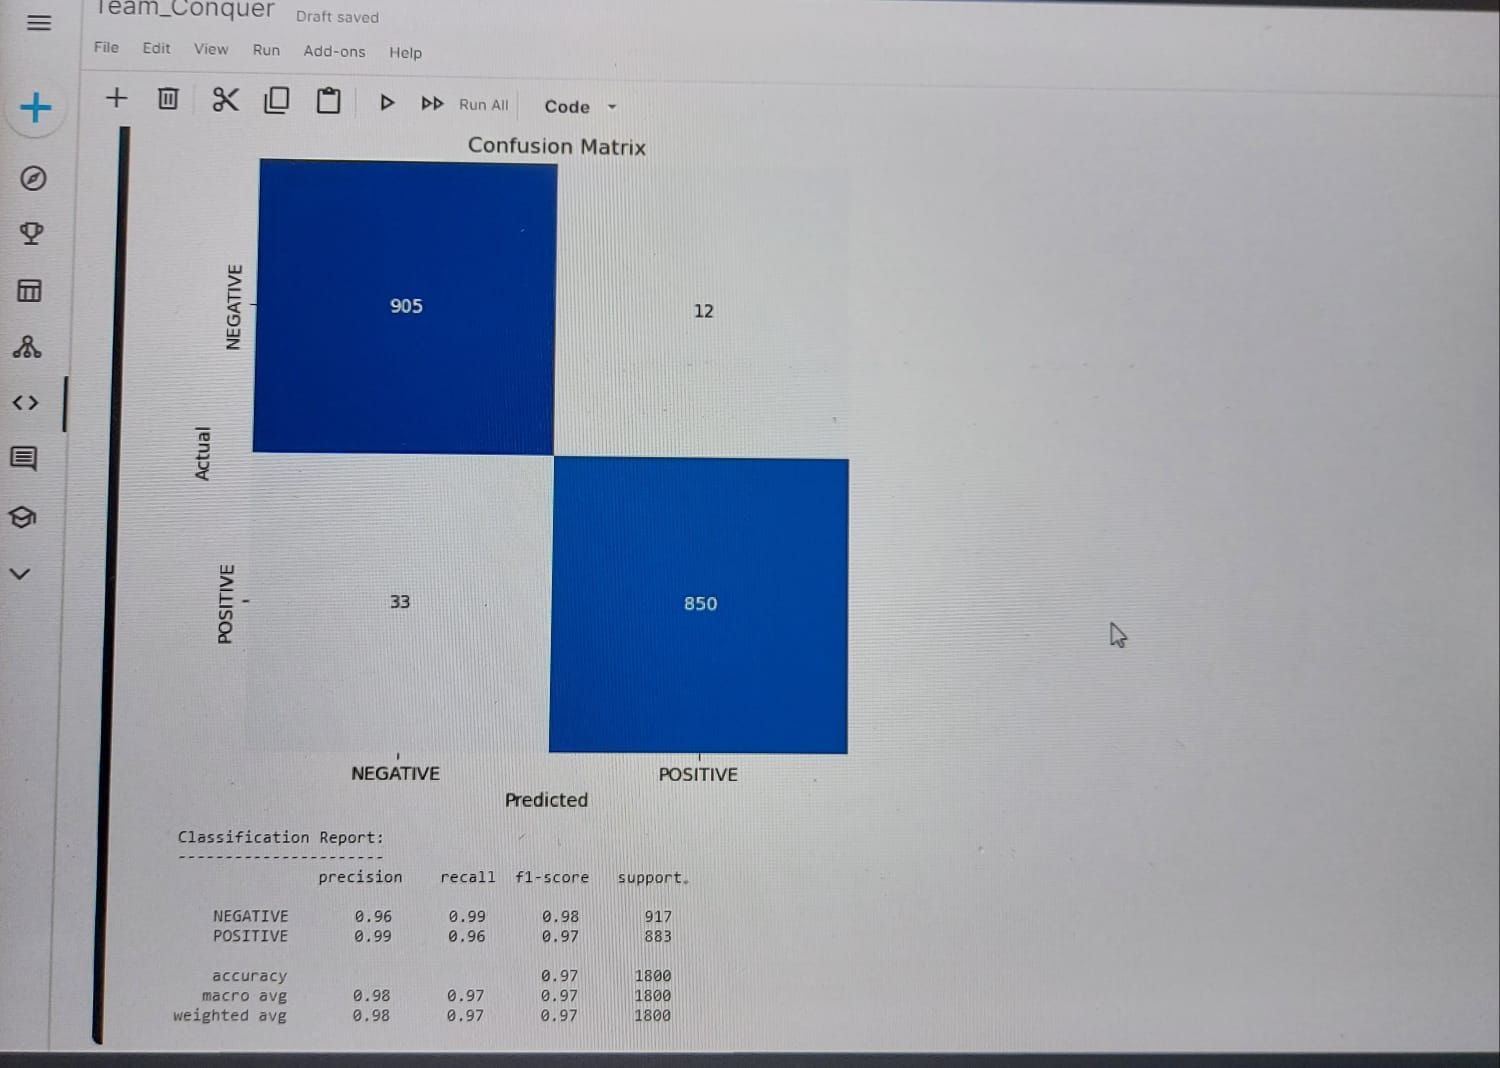 Team_Conquer Draft saved
File Edit View Run Add-ons Help
Run All Code
Confusion Matrix
NEGATIVE
905
12
Actual
POSITIVE
33
850
NEGATIVE POSITIVE
Predicted
Classification Report:
----------------------
precision recall f1-score support
NEGATIVE 0.96 0.99 0.98 917
POSITIVE 0.99 0.96 0.97 883
accuracy 0.97 1800
macro avg 0.98 0.97 0.97 1800
weighted avg 0.98 0.97 0.97 1800